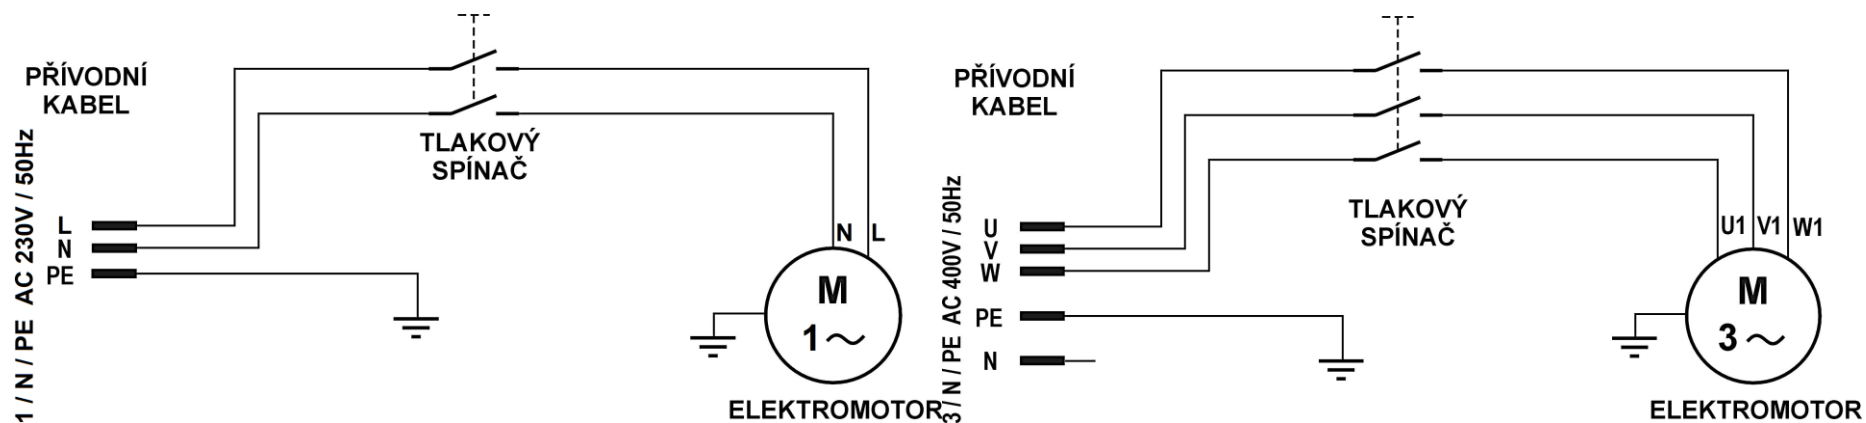 PŘÍVODNÍ
KABEL
1 / N / PE AC 230V / 50Hz
L
N
PE
TLAKOVÝ
SPÍNAČ
N L
M
1~
ELEKTROMOTOR
PŘÍVODNÍ
KABEL
3 / N / PE AC 400V / 50Hz
U
V
W
PE
N
TLAKOVÝ
SPÍNAČ
U1 V1 W1
M
3~
ELEKTROMOTOR